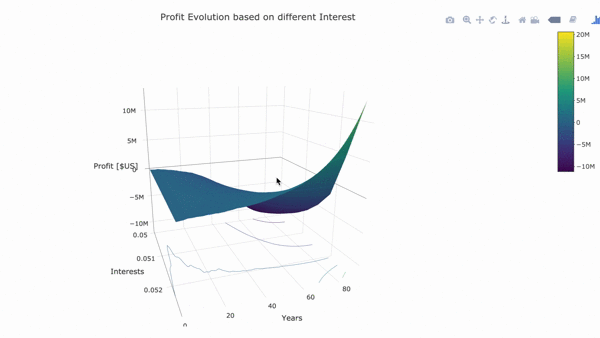 Profit Evolution based on different Interest
20M
15M
10M
5M
0
−5M
−10M
10M
5M
Profit [$US]
0
−5M
−10M
0.05
0.051
Interests
0.052
0
20
40
60
80
Years